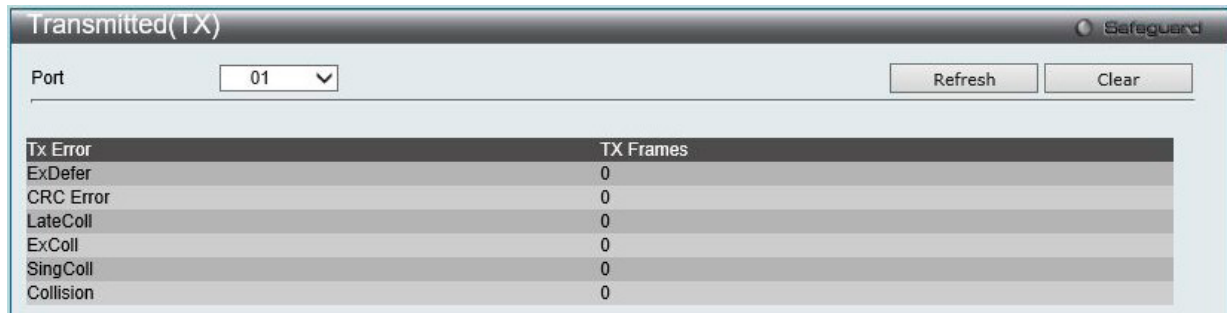 Transmitted(TX)
Safeguard
Port 01 Refresh Clear
Tx Error TX Frames
ExDefer 0
CRC Error 0
LateColl 0
ExColl 0
SingColl 0
Collision 0